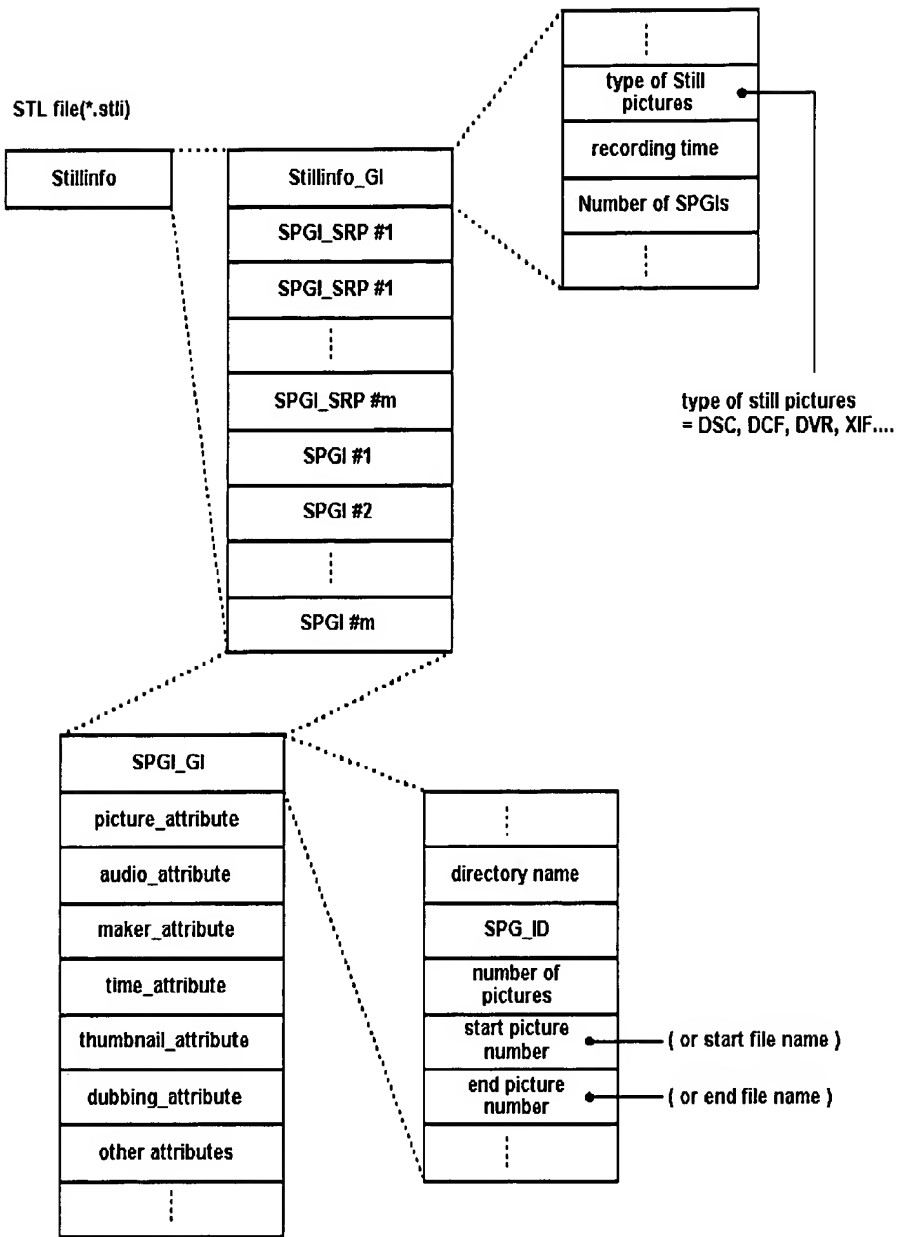 STL file(*.stli)
Stillinfo
Stillinfo_GI
SPGI_SRP #1
SPGI_SRP #1
SPGI_SRP #m
SPGI #1
SPGI #2
SPGI #m
type of Still
pictures
recording time
Number of SPGIs
type of still pictures
= DSC, DCF, DVR, XIF....
SPGI_GI
picture_attribute
audio_attribute
maker_attribute
time_attribute
thumbnail_attribute
dubbing_attribute
other attributes
directory name
SPG_ID
number of
pictures
start picture
number
( or start file name )
end picture
number
( or end file name )